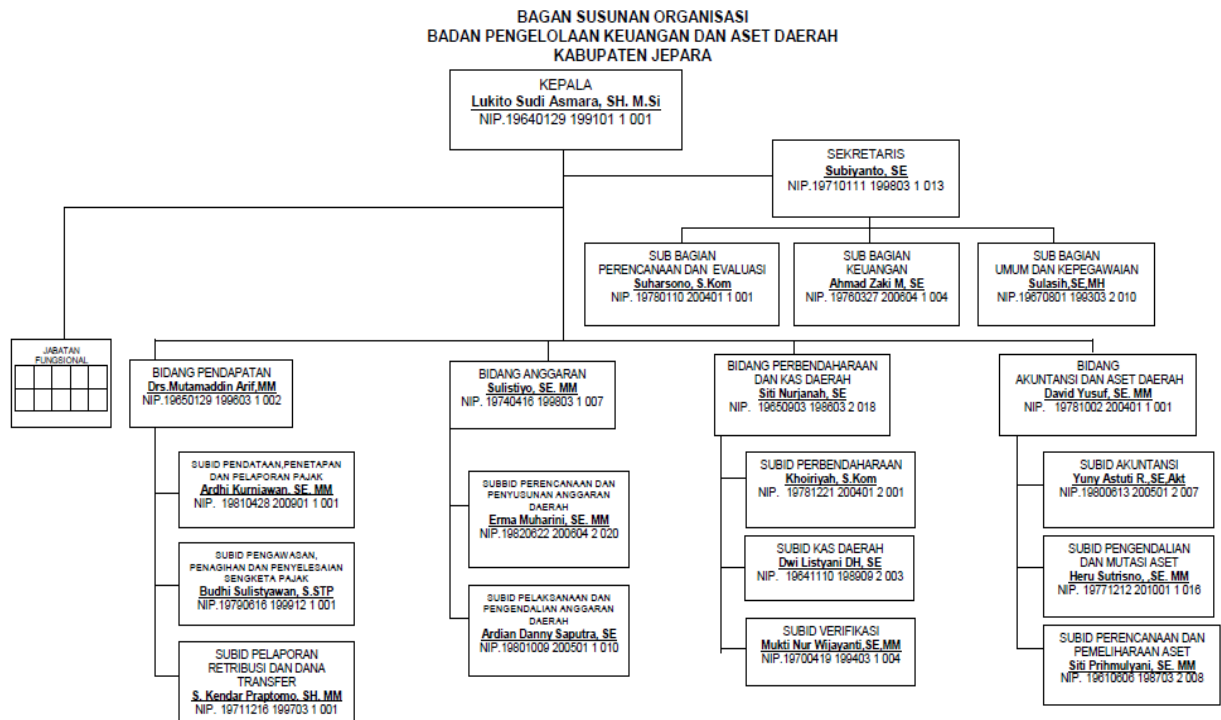 BAGAN SUSUNAN ORGANISASI
BADAN PENGELOLAAN KEUANGAN DAN ASET DAERAH
KABUPATEN JEPARA
KEPALA
Lukito Sudi Asmara, SH. M.Si
NIP.19640129 199101 1 001
SEKRETARIS
Subiyanto, SE
NIP.19710111 199803 1 013
SUB BAGIAN
PERENCANAAN DAN EVALUASI
Suharsono, S.Kom
NIP. 19780110 200401 1 001
SUB BAGIAN
KEUANGAN
Ahmad Zaki M, SE
NIP. 19760327 200604 1 004
SUB BAGIAN
UMUM DAN KEPEGAWAIAN
Sulasih,SE,MH
NIP.19670801 199303 2 010
JABATAN
FUNGSIONAL
BIDANG PENDAPATAN
Drs.Mutamaddin Arif,MM
NIP.19650129 199603 1 002
BIDANG ANGGARAN
Sulistiyo, SE. MM
NIP. 19740416 199803 1 007
BIDANG PERBENDAHARAAN
DAN KAS DAERAH
Siti Nurjanah, SE
NIP. 19650903 198603 2 018
BIDANG
AKUNTANSI DAN ASET DAERAH
David Yusuf, SE. MM
NIP. 19781002 200401 1 001
SUBID PENDATAAN,PENETAPAN
DAN PELAPORAN PAJAK
Ardhi Kurniawan, SE, MM
NIP. 19810428 200901 1 001
SUBID PENGAWASAN,
PENAGIHAN DAN PENYELESAIAN
SENGKETA PAJAK
Budhi Sulistyawan, S.STP
NIP.19790616 199912 1 001
SUBID PELAPORAN
RETRIBUSI DAN DANA
TRANSFER
S. Kendar Praptomo, SH, MM
NIP. 19711216 199703 1 001
SUBBID PERENCANAAN DAN
PENYUSUNAN ANGGARAN
DAERAH
Erma Muharini, SE. MM
NIP.19820622 200604 2 020
SUBID PELAKSANAAN DAN
PENGENDALIAN ANGGARAN
DAERAH
Ardian Danny Saputra, SE
NIP.19801009 200501 1 010
SUBID PERBENDAHARAAN
Khoiriyah, S.Kom
NIP. 19781221 200401 2 001
SUBID KAS DAERAH
Dwi Listyani DH, SE
NIP. 19641110 198909 2 003
SUBID VERIFIKASI
Mukti Nur Wijayanti,SE,MM
NIP.19700419 199403 1 004
SUBID AKUNTANSI
Yuny Astuti R.,SE,Akt
NIP.19800613 200501 2 007
SUBID PENGENDALIAN
DAN MUTASI ASET
Heru Sutrisno, ,SE. MM
NIP. 19771212 201001 1 016
SUBID PERENCANAAN DAN
PEMELIHARAAN ASET
Siti Prihmulyani, SE. MM
NIP. 19610606 198703 2 008